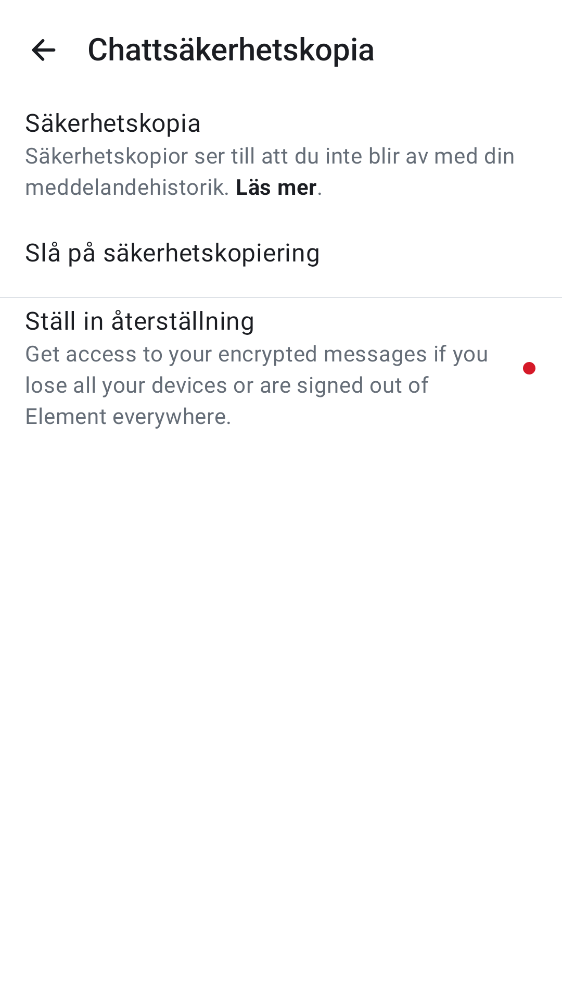 Chattsäkerhetskopia
Säkerhetskopia
Säkerhetskopior ser till att du inte blir av med din
meddelandehistorik. Läs mer.
Slå på säkerhetskopiering
Ställ in återställning
Get access to your encrypted messages if you
lose all your devices or are signed out of
Element everywhere.